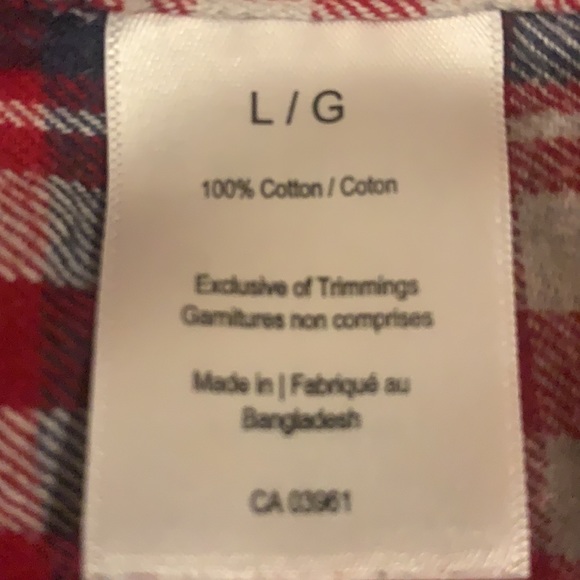 L / G
100% Cotton / Coton
Exclusive of Trimmings
Garnitures non comprises
Made in | Fabriqué au
Bangladesh
CA 03961